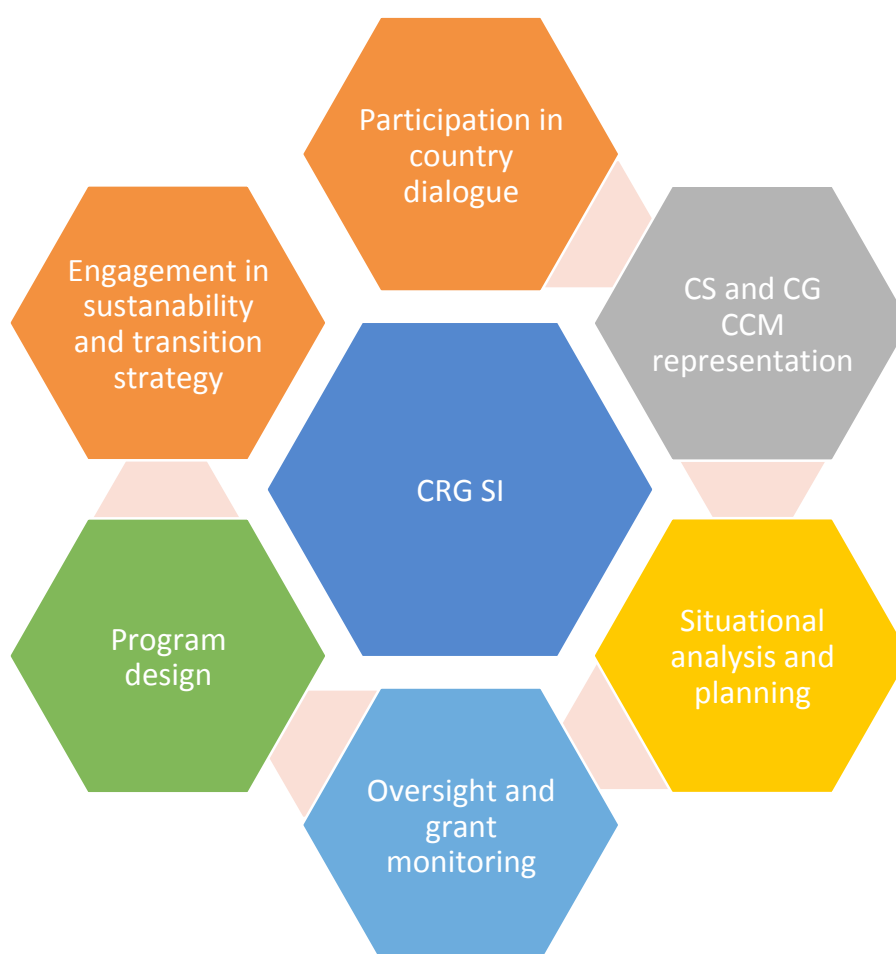 Participation in
country
dialogue
Engagement in
sustanability
and transition
strategy
CS and CG
CCM
representation
CRG SI
Program
design
Situational
analysis and
planning
Oversight and
grant
monitoring